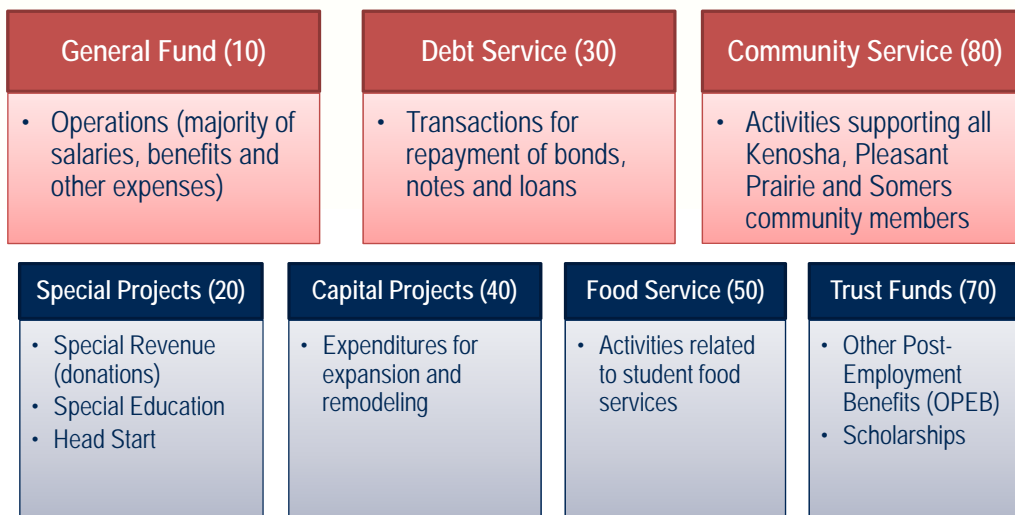 General Fund (10)
• Operations (majority of
salaries, benefits and
other expenses)
Debt Service (30)
• Transactions for
repayment of bonds,
notes and loans
Community Service (80)
• Activities supporting all
Kenosha, Pleasant
Prairie and Somers
community members
Special Projects (20)
• Special Revenue
(donations)
• Special Education
• Head Start
Capital Projects (40)
• Expenditures for
expansion and
remodeling
Food Service (50)
• Activities related
to student food
services
Trust Funds (70)
• Other Post-
Employment
Benefits (OPEB)
• Scholarships